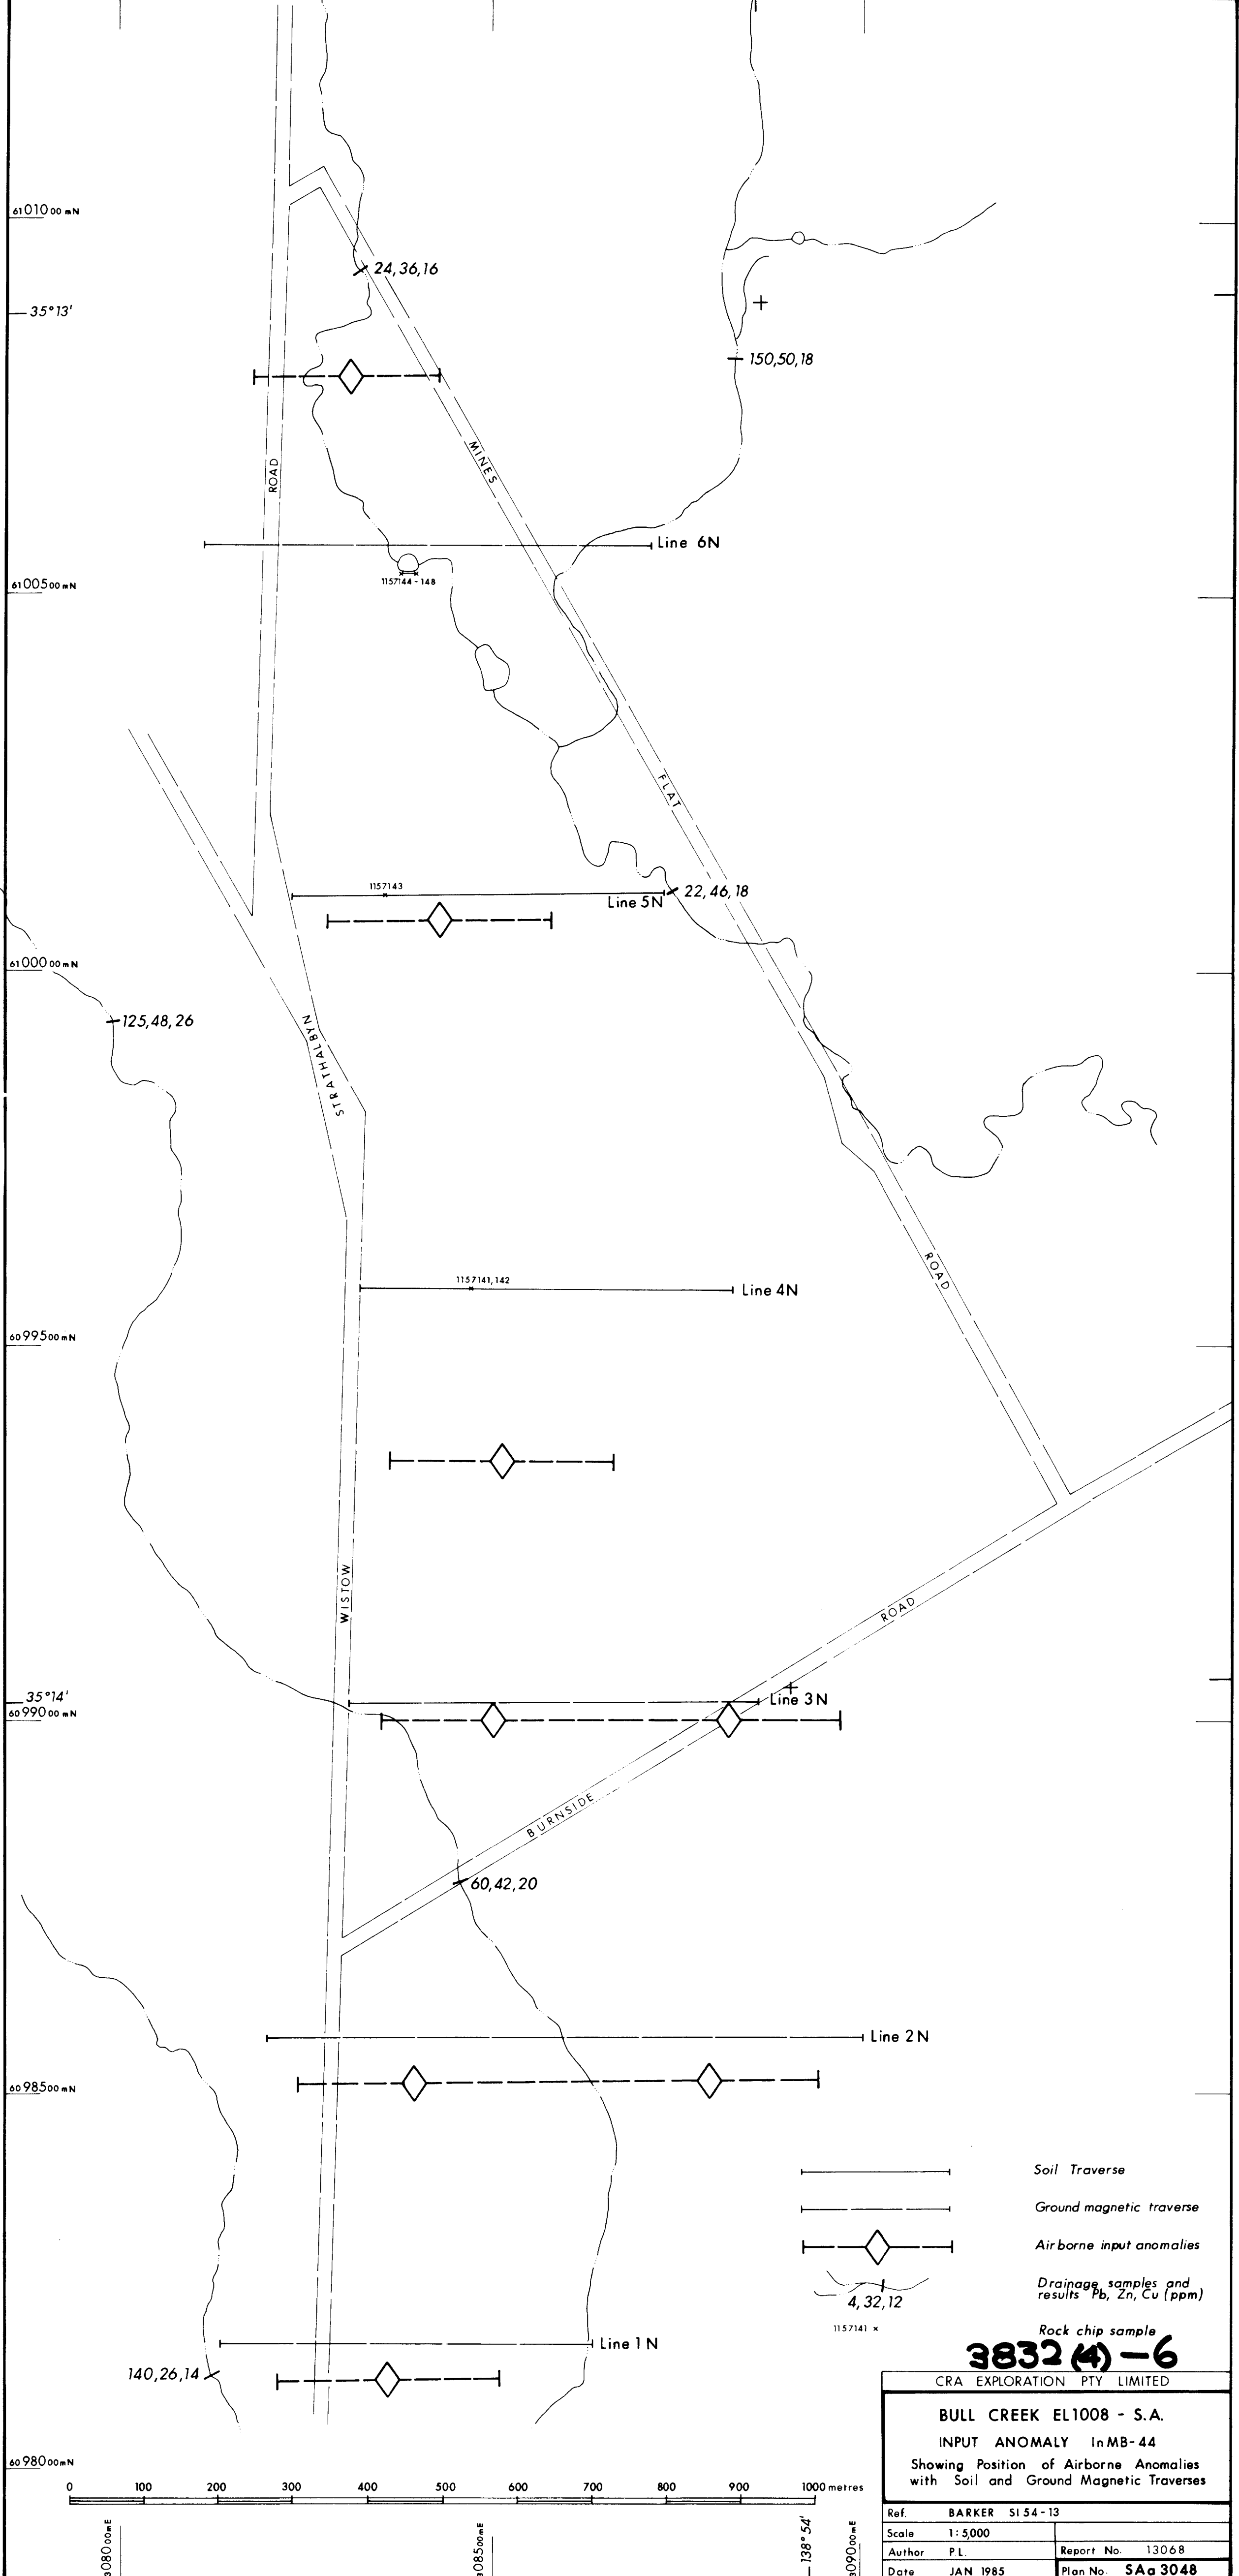 6101000mN
24,36,16
35°13'
150,50,18
MINES
ROAD
Line 6N
1157144 - 148
6100500mN
FLAT
1157143
22,46,18
Line 5N
6100000mN
125,48,26
STRATHALBYN
ROAD
1157141,142
Line 4N
6099500mN
WISTOW
ROAD
35°14'
Line 3N
6099000mN
BURNSIDE
60,42,20
Line 2N
6098500mN
Soil Traverse
Ground magnetic traverse
Airborne input anomalies
Drainage samples and
results Pb, Zn, Cu (ppm)
4,32,12
1157141 x
Rock chip sample
Line 1N
140,26,14
3832(4)-6
CRA EXPLORATION PTY LIMITED
BULL CREEK EL1008 - S.A.
INPUT ANOMALY InMB-44
Showing Position of Airborne Anomalies
with Soil and Ground Magnetic Traverses
6098000mN
0 100 200 300 400 500 600 700 800 900 1000 metres
Ref. BARKER SI 54-13
Scale 1:5,000
Author P.L.
Report No. 13068
Date JAN 1985
Plan No. SAa 3048
308000mE
308500mE
138°54'
309000mE